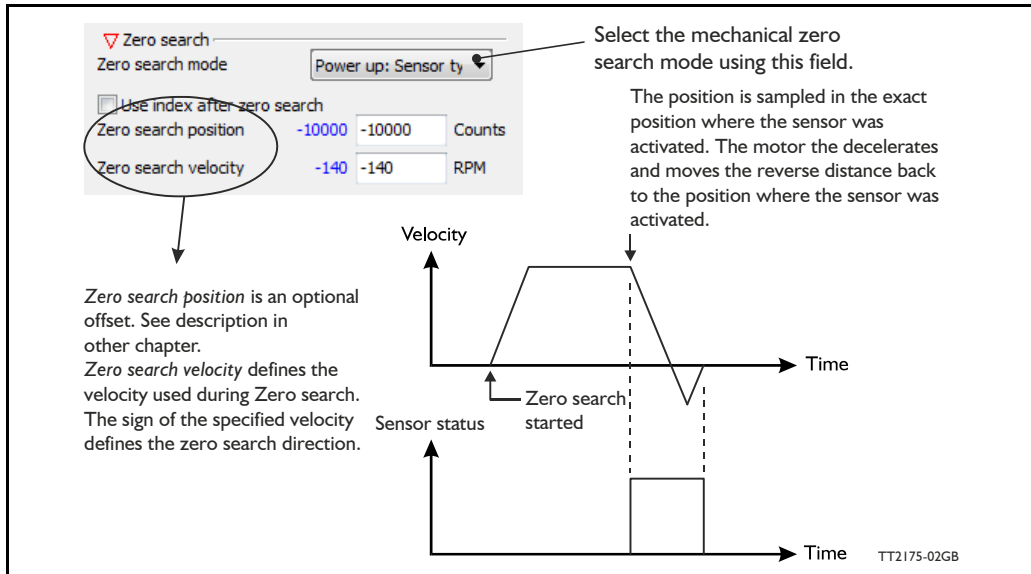 Zero search
Zero search mode
Power up: Sensor ty
Use index after zero search
Zero search position -10000 -10000 Counts
Zero search velocity -140 -140 RPM
Select the mechanical zero
search mode using this field.
The position is sampled in the exact
position where the sensor was
activated. The motor the decelerates
and moves the reverse distance back
to the position where the sensor was
activated.
Zero search position is an optional
offset. See description in
other chapter.
Zero search velocity defines the
velocity used during Zero search.
The sign of the specified velocity
defines the zero search direction.
Velocity
Time
Zero search
started
Sensor status
Time
TT2175-02GB